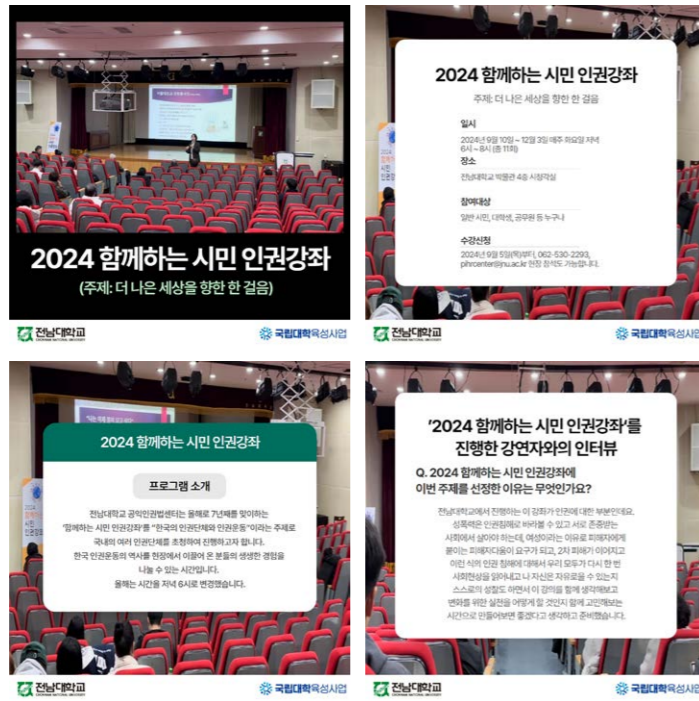 2024 함께하는 시민 인권강좌
(주제: 더 나은 세상을 향한 한 걸음)
전남대학교
국립대학육성사업
2024 함께하는 시민 인권강좌
주제: 더 나은 세상을 향한 한 걸음
일시
2024년 9월 10일 ~ 12월 3일 매주 화요일 저녁
6시 ~ 8시 (총 11회)
장소
전남대학교 박물관 4층 시청각실
참여대상
일반 시민, 대학생, 공무원 등 누구나
수강신청
2024년 9월 5일(목)부터, 062-530-2293,
pihrcenter@jnu.ac.kr 현장 참석도 가능합니다.
전남대학교
국립대학육성사업
2024 함께하는 시민 인권강좌
프로그램 소개
전남대학교 공익인권법센터는 올해로 7년째를 맞이하는
'함께하는 시민 인권강좌'를 "한국의 인권단체와 인권운동"이라는 주제로
국내의 여러 인권단체를 초청하여 진행하고자 합니다.
한국 인권운동의 역사를 현장에서 이끌어 온 분들의 생생한 경험을
나눌 수 있는 시간입니다.
올해는 시간을 저녁 6시로 변경했습니다.
전남대학교
국립대학육성사업
'2024 함께하는 시민 인권강좌'를
진행한 강연자와의 인터뷰
Q. 2024 함께하는 시민 인권강좌에
이번 주제를 선정한 이유는 무엇인가요?
전남대학교에서 진행하는 이 강좌가 인권에 대한 부분인데요.
성폭력은 인권침해로 바라볼 수 있고 서로 존중받는
사회에서 살아야 하는데, 여성이라는 이유로 피해자에게
붙이는 피해자다움이 요구가 되고, 2차 피해가 이어지고
이런 식의 인권 침해에 대해서 우리 모두가 다시 한 번
사회현상을 읽어내고 나 자신은 자유로울 수 있는지
스스로의 성찰도 하면서 이 강의를 함께 생각해보고
변화를 위한 실천을 어떻게 할 것인지 함께 고민해보는
시간으로 만들어보면 좋겠다고 생각하고 준비했습니다.
전남대학교
국립대학육성사업